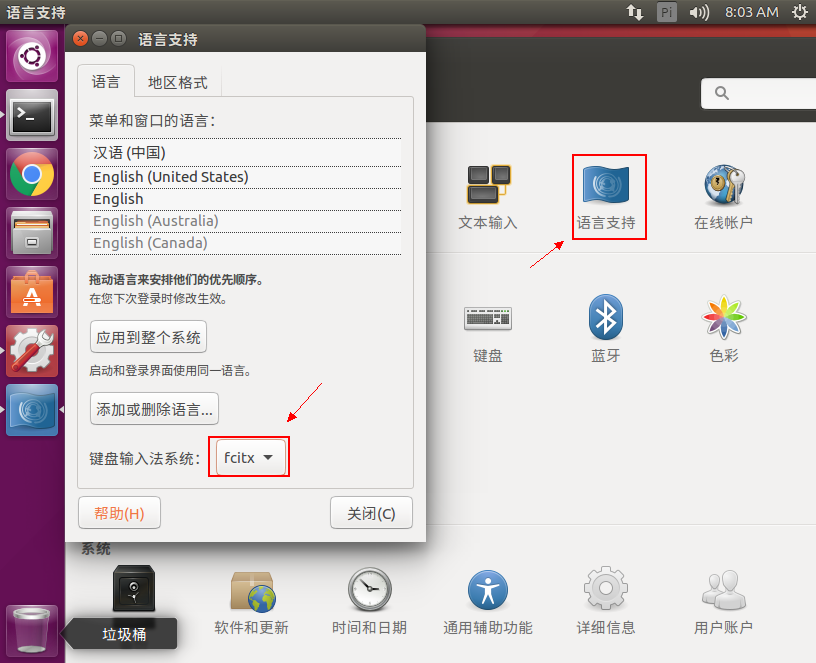 语言支持
Pi
8:03 AM
语言支持
语言
地区格式
菜单和窗口的语言：
汉语 (中国)
English (United States)
English
English (Australia)
English (Canada)
拖动语言来安排他们的优先顺序。
在您下次登录时修改生效。
应用到整个系统
启动和登录界面使用同一语言。
添加或删除语言...
键盘输入法系统：
fcitx
帮助(H)
关闭(C)
文本输入
语言支持
在线帐户
键盘
蓝牙
色彩
系统
软件和更新
时间和日期
通用辅助功能
详细信息
用户账户
垃圾桶